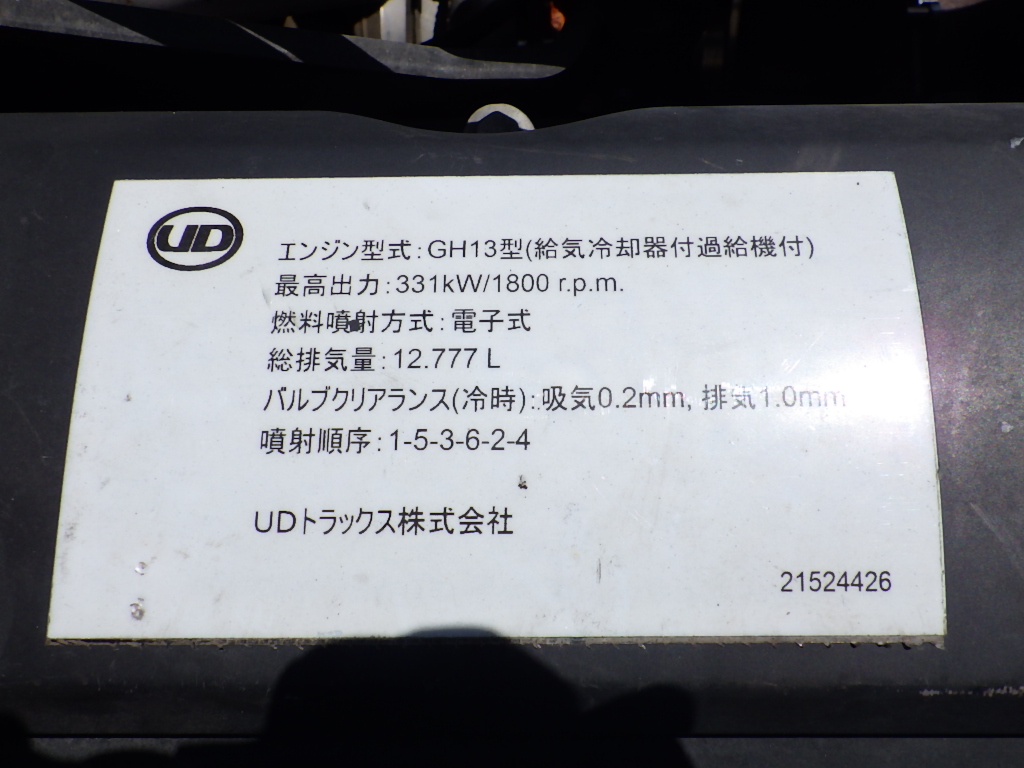 UD
エンジン型式:GH13型(給気冷却器付過給機付)
最高出力:331kW/1800 r.p.m.
燃料噴射方式:電子式
総排気量:12.777 L
バルブクリアランス(冷時):吸気0.2mm, 排気1.0mm
噴射順序:1-5-3-6-2-4
UDトラックス株式会社
21524426